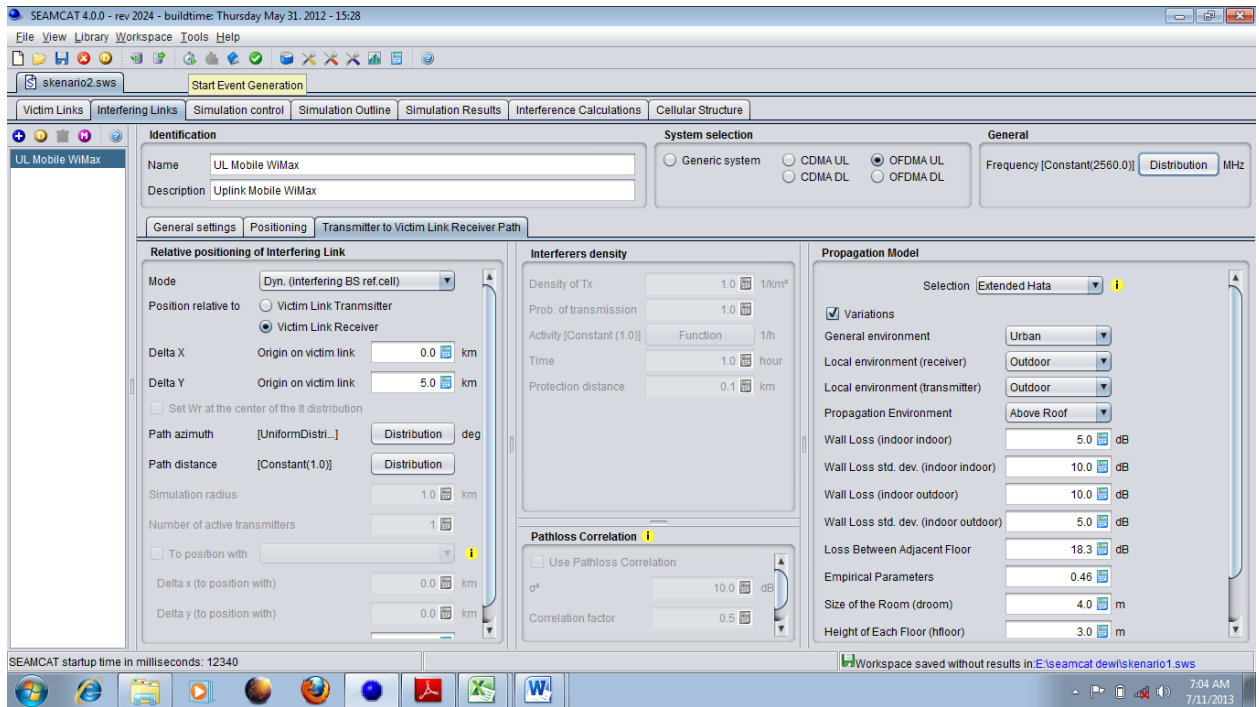 SEAMCAT 4.0.0 - rev 2024 - buildtime: Thursday May 31. 2012 - 15:28
File View Library Workspace Tools Help
skenario2.sws
Start Event Generation
Victim Links Interfering Links Simulation control Simulation Outline Simulation Results Interference Calculations Cellular Structure
UL Mobile WiMax
Identification
Name UL Mobile WiMax
Description Uplink Mobile WiMax
System selection
Generic system CDMA UL OFDMA UL
CDMA DL OFDMA DL
General
Frequency [Constant(2560.0)] Distribution MHz
General settings Positioning Transmitter to Victim Link Receiver Path
Relative positioning of Interfering Link
Mode Dyn. (interfering BS ref.cell)
Position relative to Victim Link Tranmsitter
Victim Link Receiver
Delta X Origin on victim link 0.0 km
Delta Y Origin on victim link 5.0 km
Set Wr at the center of the It distribution
Path azimuth [UniformDistri...] Distribution deg
Path distance [Constant(1.0)] Distribution
Simulation radius 1.0 km
Number of active transmitters 1
To position with i
Delta x (to position with) 0.0 km
Delta y (to position with) 0.0 km
Interferers density
Density of Tx 1.0 1/km²
Prob. of transmission 1.0
Activity [Constant (1.0)] Function 1/h
Time 1.0 hour
Protection distance 0.1 km
Pathloss Correlation i
Use Pathloss Correlation
σ² 10.0 dB
Correlation factor 0.5
Propagation Model
Selection Extended Hata i
Variations
General environment Urban
Local environment (receiver) Outdoor
Local environment (transmitter) Outdoor
Propagation Environment Above Roof
Wall Loss (indoor indoor) 5.0 dB
Wall Loss std. dev. (indoor indoor) 10.0 dB
Wall Loss (indoor outdoor) 10.0 dB
Wall Loss std. dev. (indoor outdoor) 5.0 dB
Loss Between Adjacent Floor 18.3 dB
Empirical Parameters 0.46
Size of the Room (droom) 4.0 m
Height of Each Floor (hfloor) 3.0 m
SEAMCAT startup time in milliseconds: 12340
Workspace saved without results in:E:\seamcat dewi\skenario1.sws
7:04 AM
7/11/2013